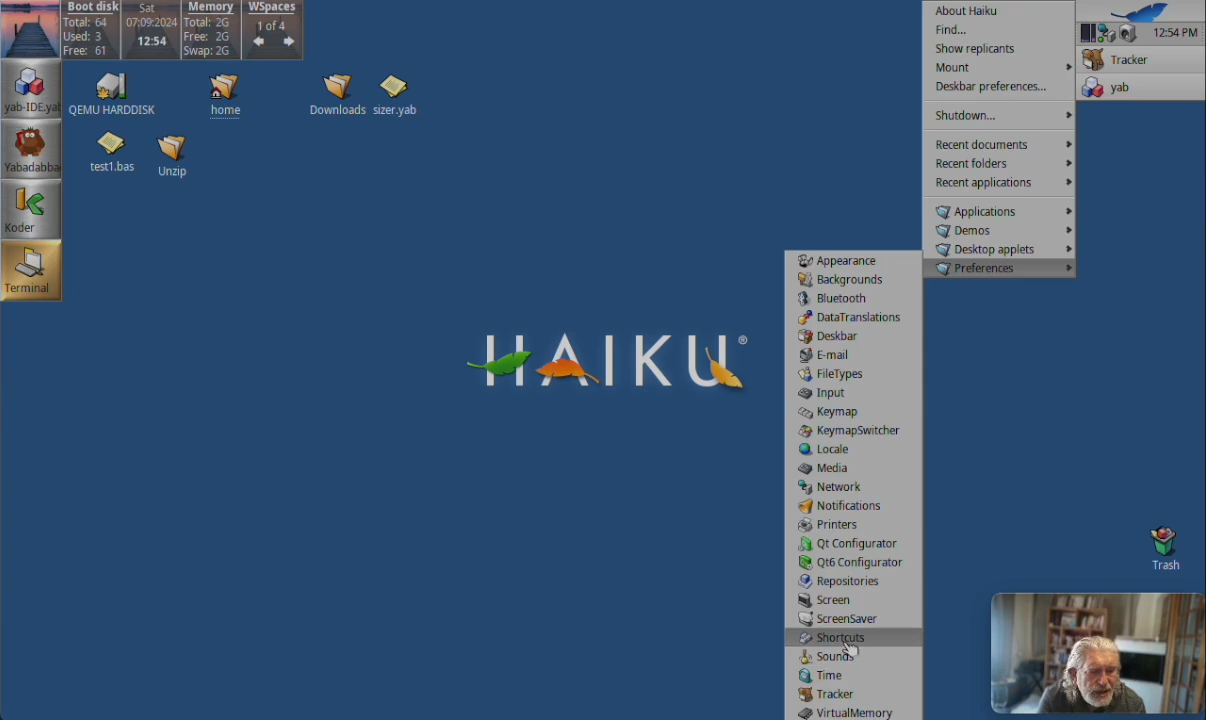 Boot disk
Total: 64
Used: 3
Free: 61
Sat
07:09:2024
12:54
Memory
Total: 2G
Free: 2G
Swap: 2G
WSpaces
1 of 4
yab-IDE.yab
Yabadabba
Koder
Terminal
QEMU HARDDISK
home
Downloads
sizer.yab
test1.bas
Unzip
HAIKU®
About Haiku
Find...
Show replicants
Mount
Deskbar preferences...
Shutdown...
Recent documents
Recent folders
Recent applications
Applications
Demos
Desktop applets
Preferences
12:54 PM
Tracker
yab
Appearance
Backgrounds
Bluetooth
DataTranslations
Deskbar
E-mail
FileTypes
Input
Keymap
KeymapSwitcher
Locale
Media
Network
Notifications
Printers
Qt Configurator
Qt6 Configurator
Repositories
Screen
ScreenSaver
Shortcuts
Sounds
Time
Tracker
VirtualMemory
Trash